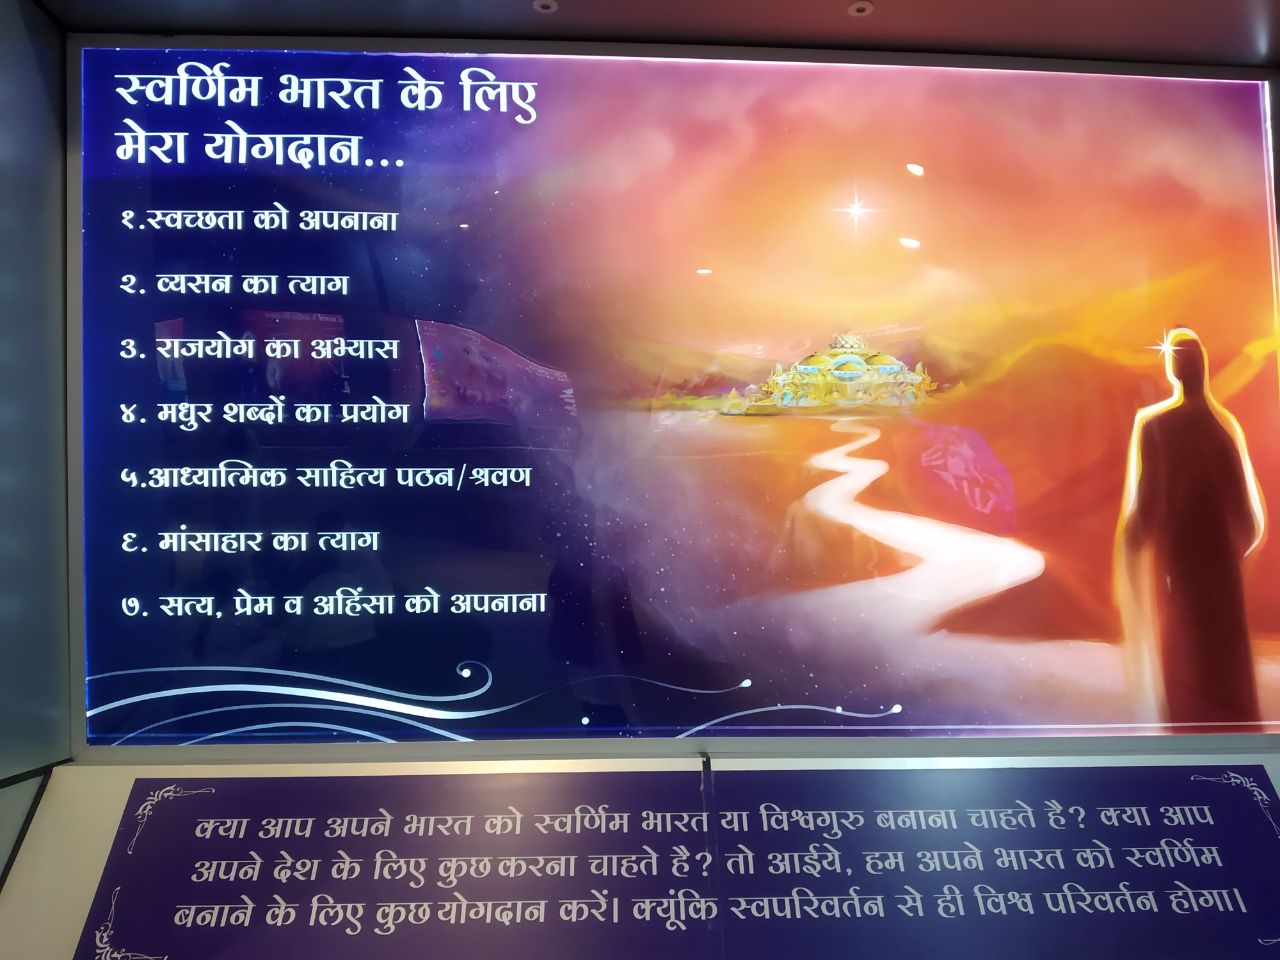 स्वर्णिम भारत के लिए
मेरा योगदान...
१.स्वच्छता को अपनाना
२. व्यसन का त्याग
३. राजयोग का अभ्यास
४. मधुर शब्दों का प्रयोग
५.आध्यात्मिक साहित्य पठन/श्रवण
६. मांसाहार का त्याग
७. सत्य, प्रेम व अहिंसा को अपनाना
क्या आप अपने भारत को स्वर्णिम भारत या विश्वगुरु बनाना चाहते है? क्या आप
अपने देश के लिए कुछ करना चाहते है? तो आईये, हम अपने भारत को स्वर्णिम
बनाने के लिए कुछ योगदान करें। क्यूंकि स्वपरिवर्तन से ही विश्व परिवर्तन होगा।